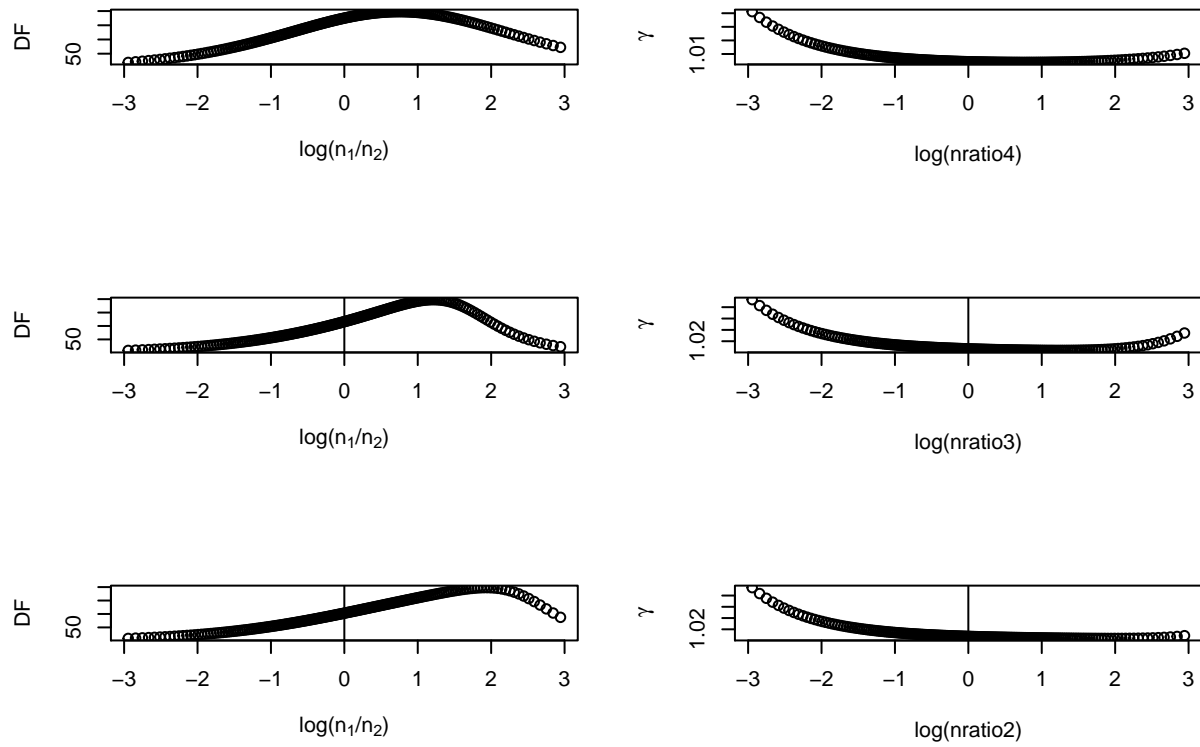 DF
50
−3 −2 −1 0 1 2 3
log(n₁/n₂)
γ
1.01
−3 −2 −1 0 1 2 3
log(nratio4)
DF
50
−3 −2 −1 0 1 2 3
log(n₁/n₂)
γ
1.02
−3 −2 −1 0 1 2 3
log(nratio3)
DF
50
−3 −2 −1 0 1 2 3
log(n₁/n₂)
γ
1.02
−3 −2 −1 0 1 2 3
log(nratio2)